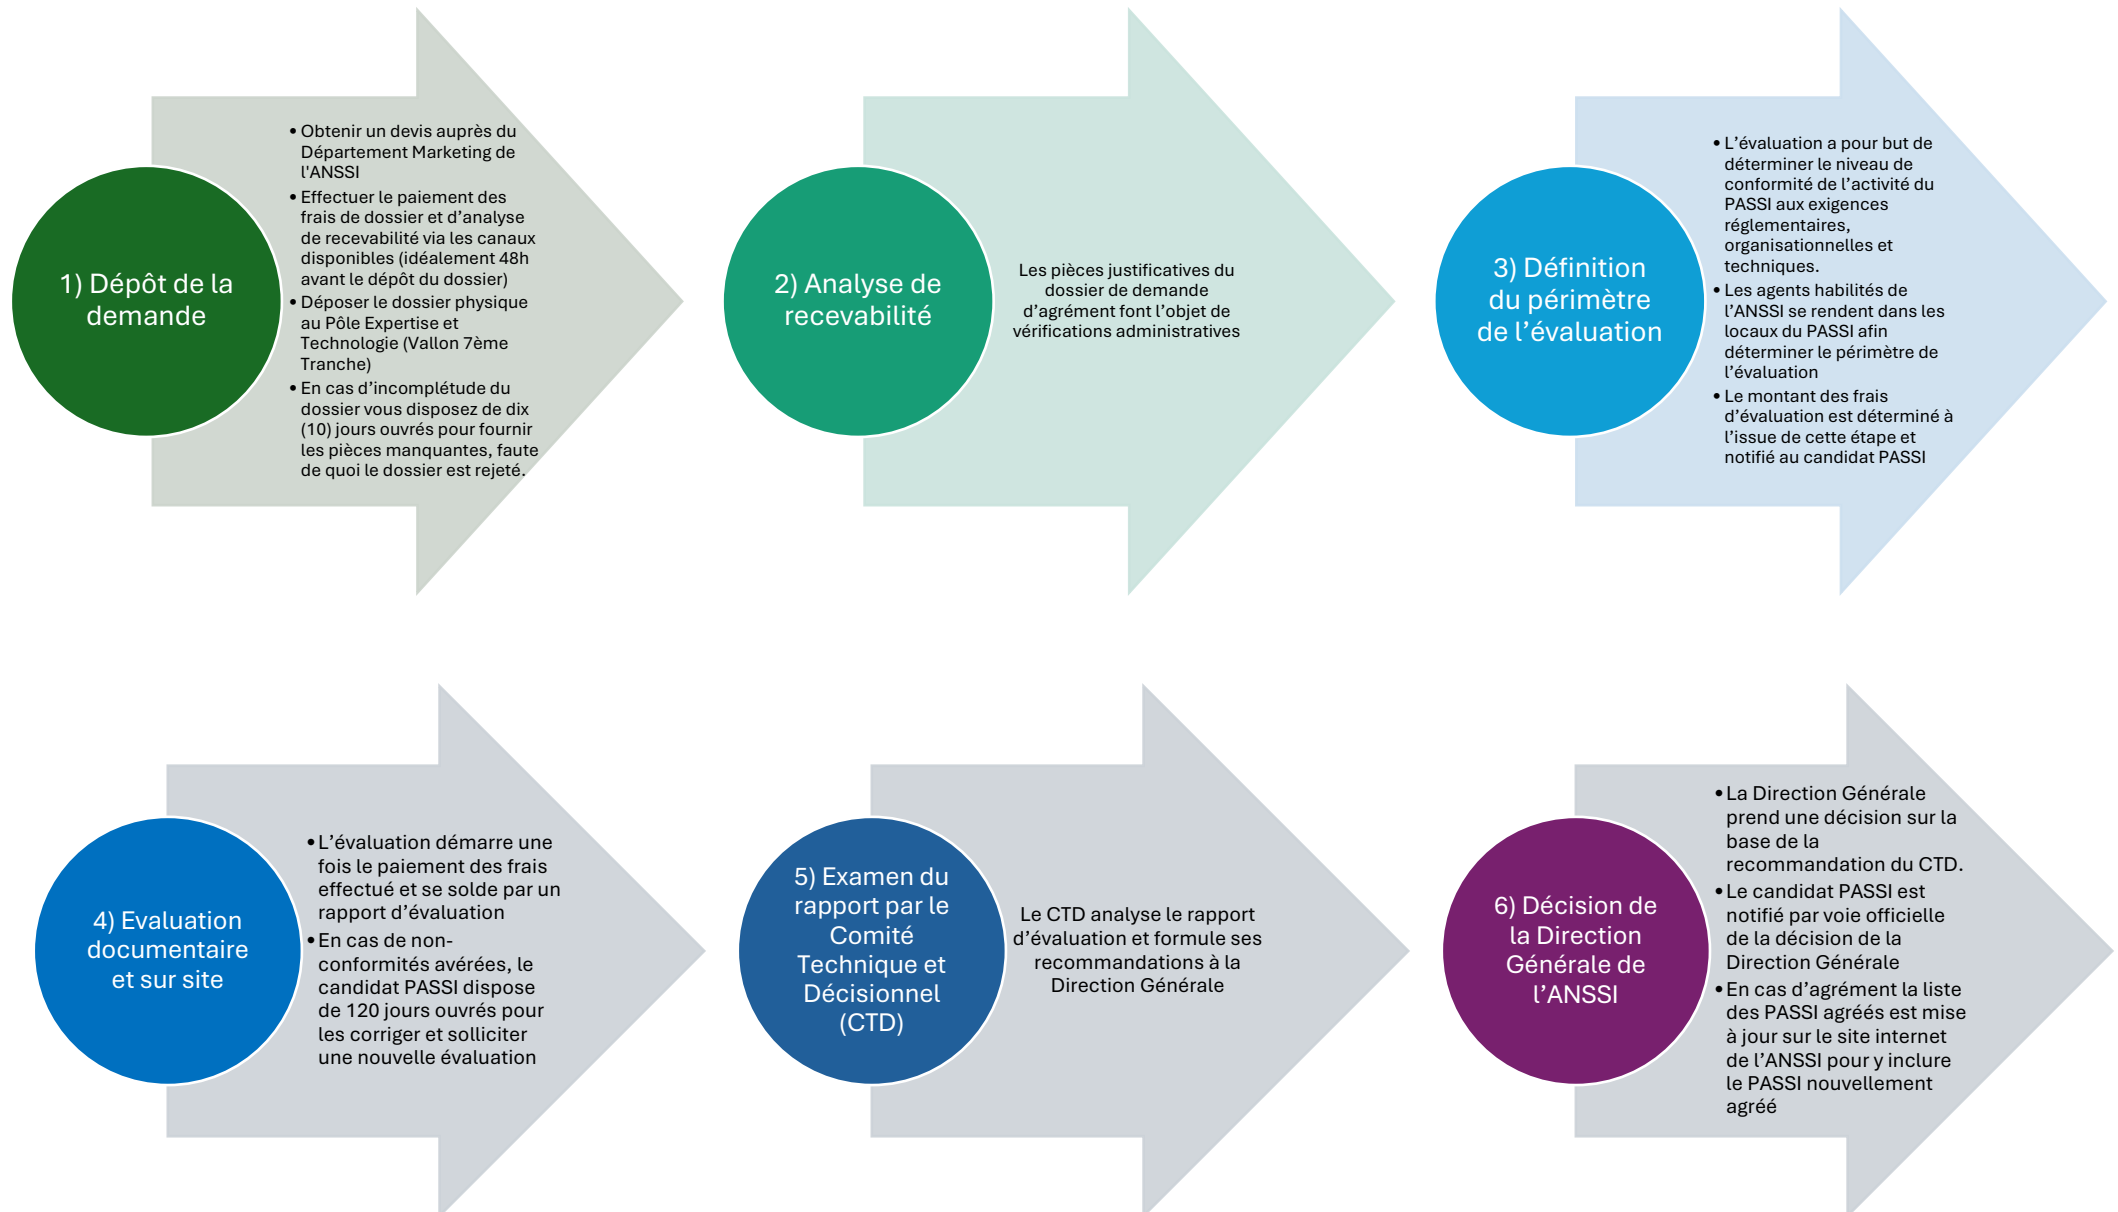 1) Dépôt de la
demande
• Obtenir un devis auprès du
Département Marketing de
l'ANSSI
• Effectuer le paiement des
frais de dossier et d’analyse
de recevabilité via les canaux
disponibles (idéalement 48h
avant le dépôt du dossier)
• Déposer le dossier physique
au Pôle Expertise et
Technologie (Vallon 7ème
Tranche)
• En cas d’incomplétude du
dossier vous disposez de dix
(10) jours ouvrés pour fournir
les pièces manquantes, faute
de quoi le dossier est rejeté.
2) Analyse de
recevabilité
Les pièces justificatives du
dossier de demande
d’agrément font l’objet de
vérifications administratives
3) Définition
du périmètre
de l’évaluation
• L’évaluation a pour but de
déterminer le niveau de
conformité de l’activité du
PASSI aux exigences
réglementaires,
organisationnelles et
techniques.
• Les agents habilités de
l’ANSSI se rendent dans les
locaux du PASSI afin
déterminer le périmètre de
l’évaluation
• Le montant des frais
d’évaluation est déterminé à
l’issue de cette étape et
notifié au candidat PASSI
4) Evaluation
documentaire
et sur site
• L’évaluation démarre une
fois le paiement des frais
effectué et se solde par un
rapport d’évaluation
• En cas de non-
conformités avérées, le
candidat PASSI dispose
de 120 jours ouvrés pour
les corriger et solliciter
une nouvelle évaluation
5) Examen du
rapport par le
Comité
Technique et
Décisionnel
(CTD)
Le CTD analyse le rapport
d’évaluation et formule ses
recommandations à la
Direction Générale
6) Décision de
la Direction
Générale de
l’ANSSI
• La Direction Générale
prend une décision sur la
base de la
recommandation du CTD.
• Le candidat PASSI est
notifié par voie officielle
de la décision de la
Direction Générale
• En cas d’agrément la liste
des PASSI agréés est mise
à jour sur le site internet
de l’ANSSI pour y inclure
le PASSI nouvellement
agréé